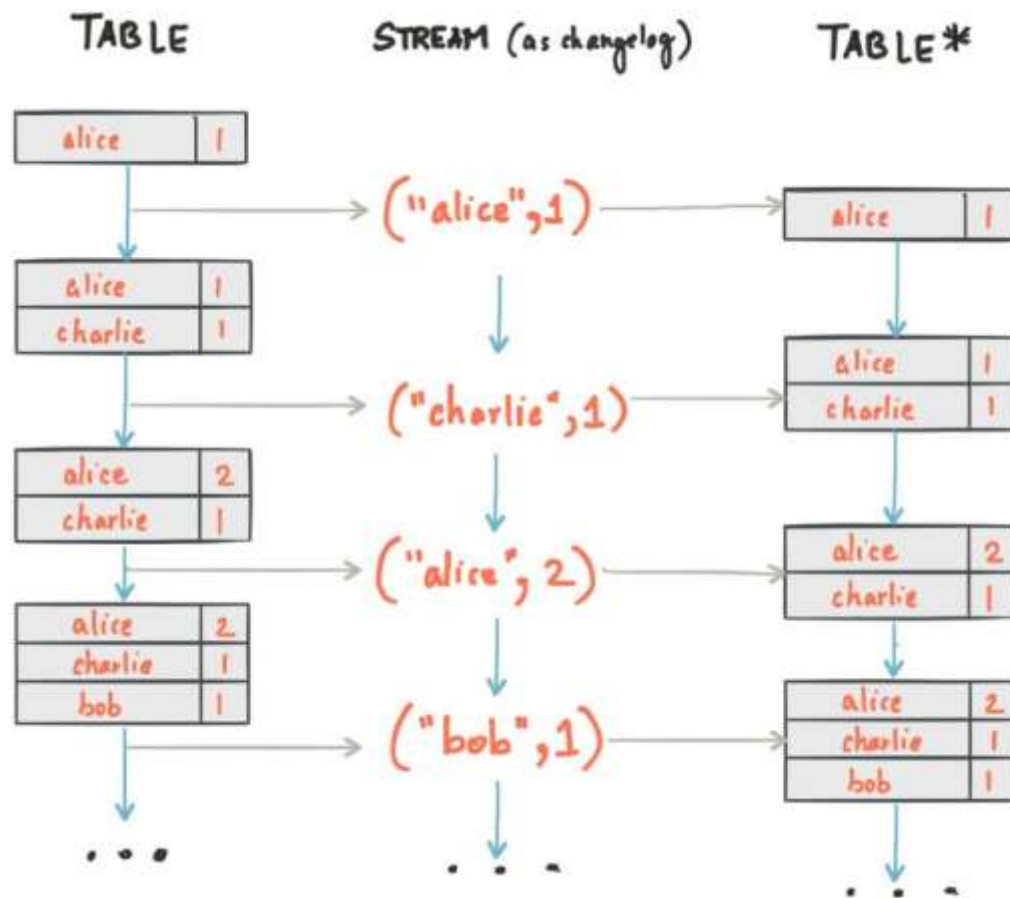 TABLE
STREAM (as changelog)
TABLE*
alice 1
("alice",1)
alice 1
alice 1
charlie 1
("charlie",1)
alice 1
charlie 1
alice 2
charlie 1
("alice", 2)
alice 2
charlie 1
alice 2
charlie 1
bob 1
("bob",1)
alice 2
charlie 1
bob 1
...
...
...